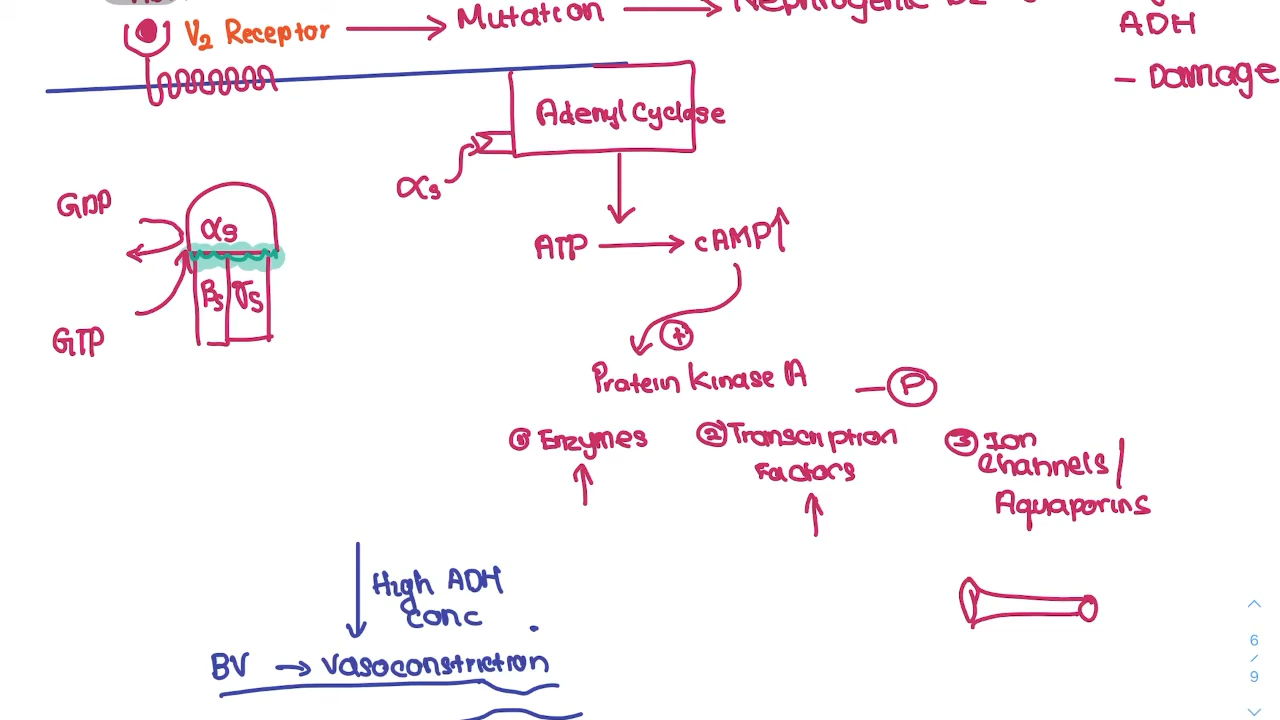 V₂ Receptor → Mutation → Nephrogenic
ADH
– Damage
Adenyl Cyclase
αs
GDP
αs
ATP → cAMP↑
βs γs
GTP
+
Protein Kinase A – P
① Enzymes ② Transcription ③ Ion
Factors channels/
↑ ↑ Aquaporins
High ADH
conc
BV → Vasoconstriction
6
/
9